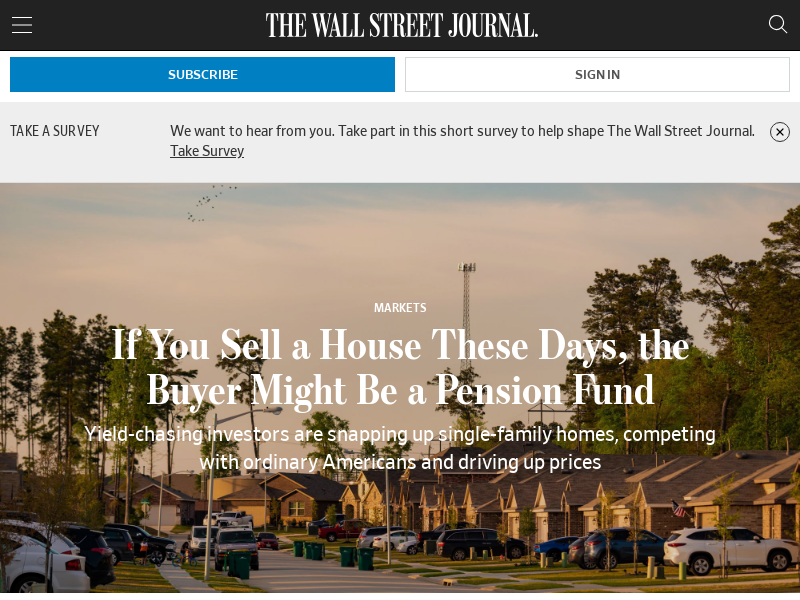 THE WALL STREET JOURNAL.
SUBSCRIBE
SIGN IN
TAKE A SURVEY
We want to hear from you. Take part in this short survey to help shape The Wall Street Journal.
Take Survey
MARKETS
If You Sell a House These Days, the
Buyer Might Be a Pension Fund
Yield-chasing investors are snapping up single-family homes, competing
with ordinary Americans and driving up prices